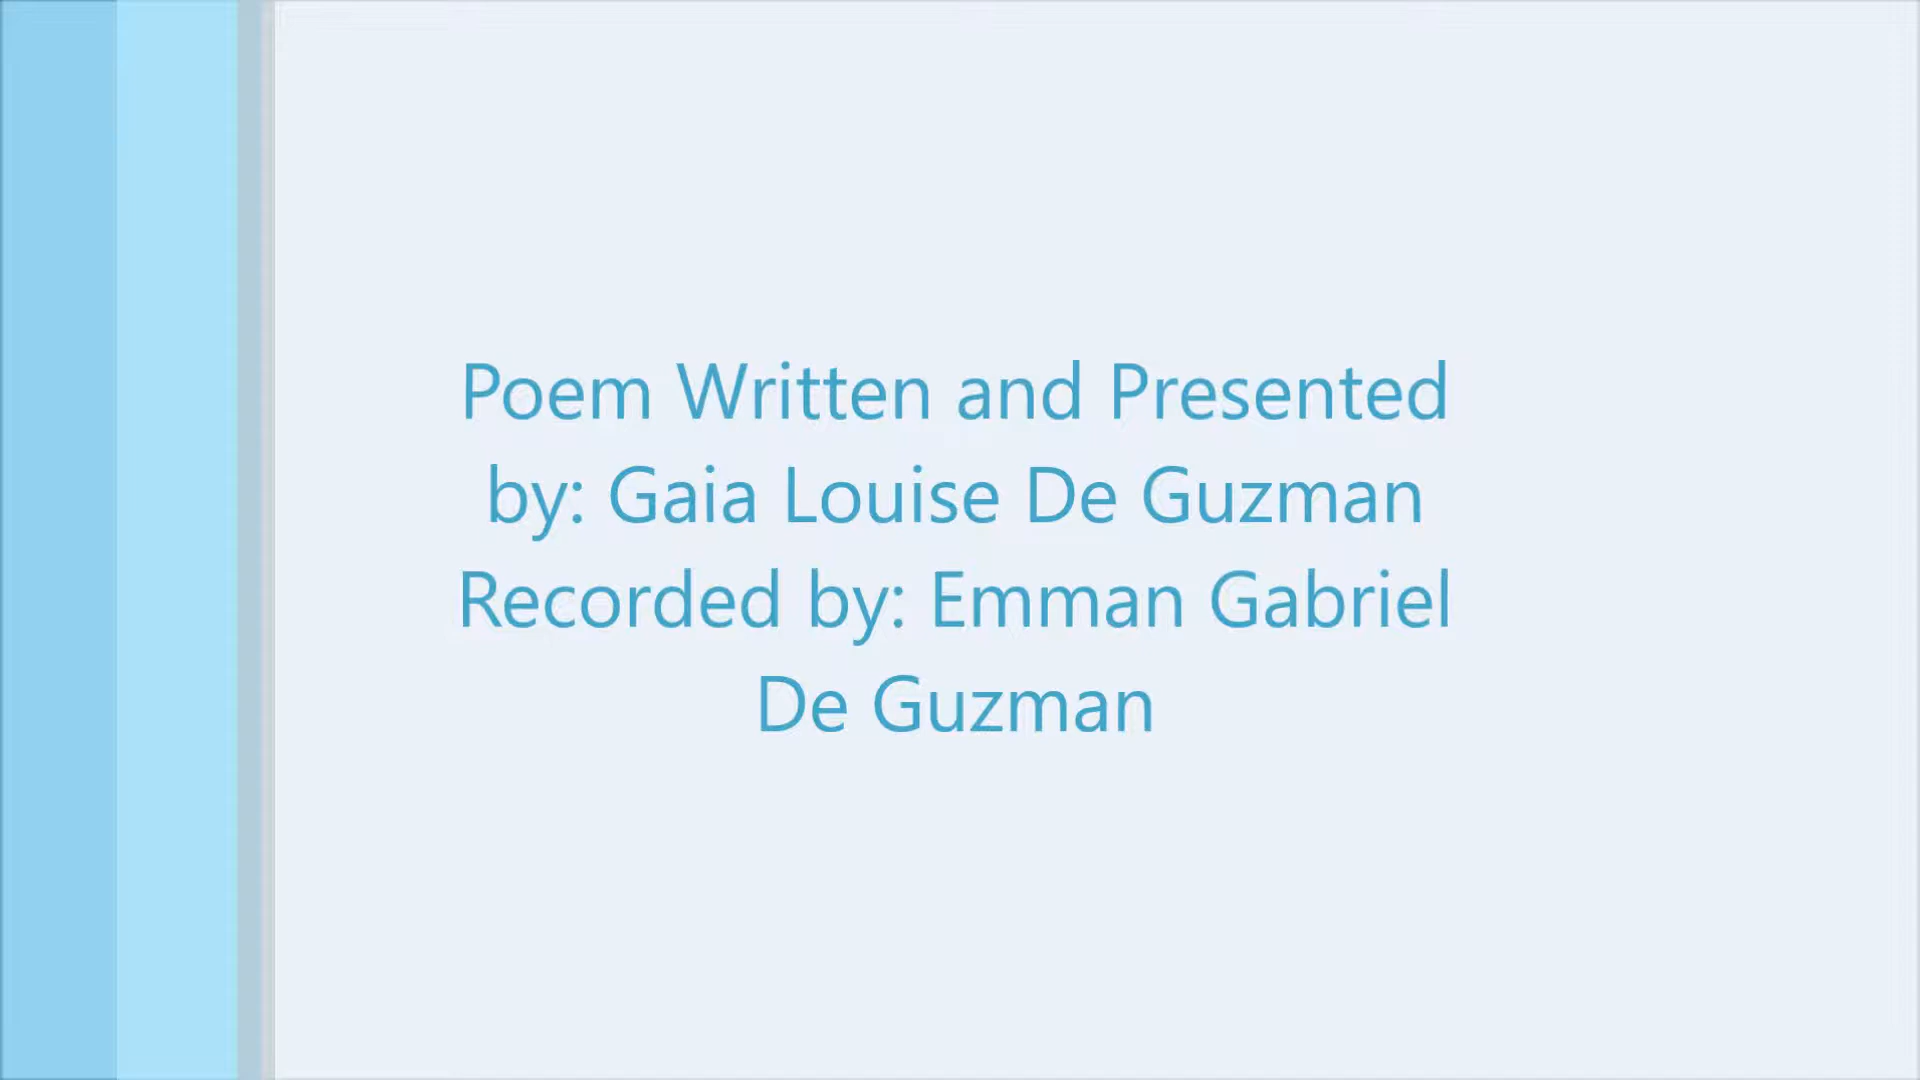 Poem Written and Presented
by: Gaia Louise De Guzman
Recorded by: Emman Gabriel
De Guzman